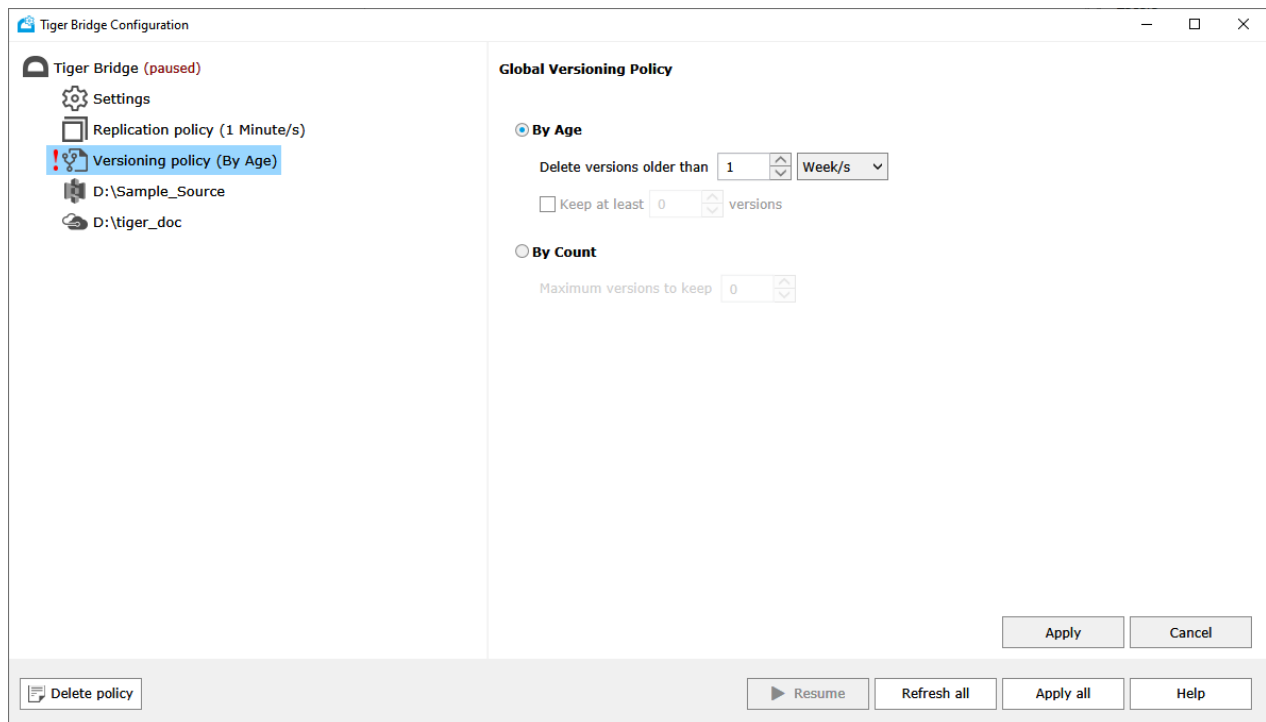 Tiger Bridge Configuration
Tiger Bridge (paused)
Settings
Replication policy (1 Minute/s)
Versioning policy (By Age)
D:\Sample_Source
D:\tiger_doc
Global Versioning Policy
By Age
Delete versions older than 1 Week/s
Keep at least 0 versions
By Count
Maximum versions to keep 0
Apply Cancel
Delete policy Resume Refresh all Apply all Help